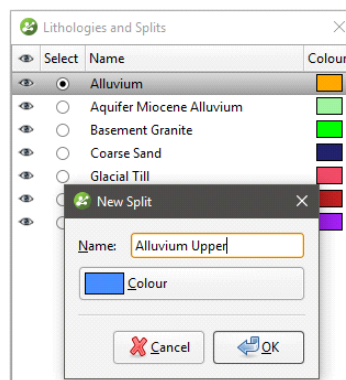 Lithologies and Splits
Select Name Colour
Alluvium
Aquifer Miocene Alluvium
Basement Granite
Coarse Sand
Glacial Till
New Split
Name: Alluvium Upper
Colour
Cancel OK